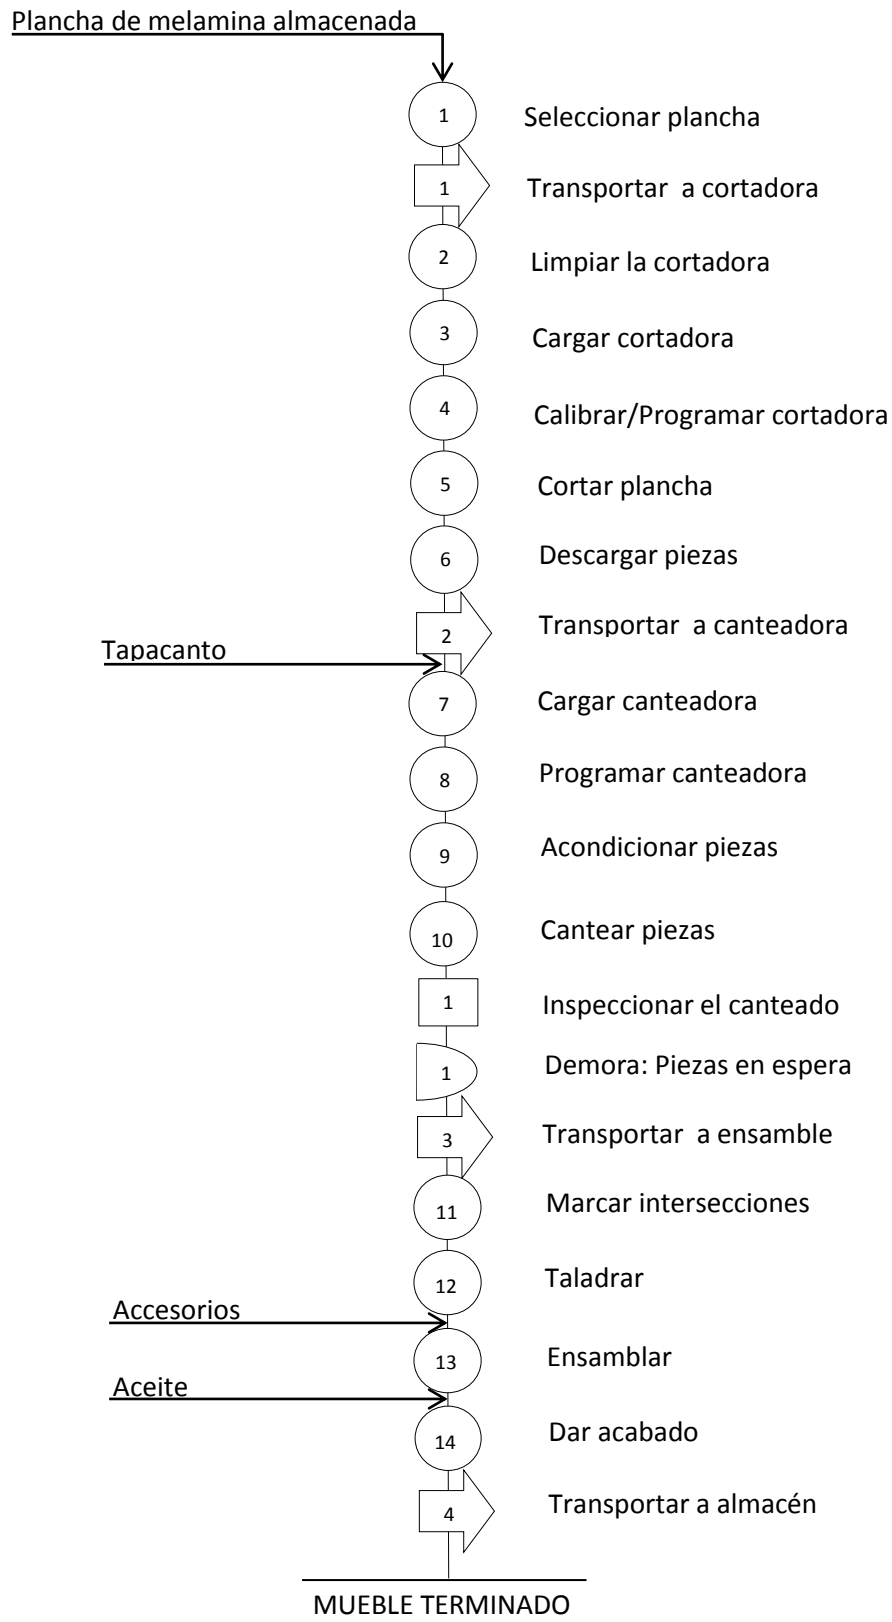 Plancha de melamina almacenada
1 Seleccionar plancha
1 Transportar a cortadora
2 Limpiar la cortadora
3 Cargar cortadora
4 Calibrar/Programar cortadora
5 Cortar plancha
6 Descargar piezas
2 Transportar a canteadora
Tapacanto
7 Cargar canteadora
8 Programar canteadora
9 Acondicionar piezas
10 Cantear piezas
1 Inspeccionar el canteado
1 Demora: Piezas en espera
3 Transportar a ensamble
11 Marcar intersecciones
12 Taladrar
Accesorios
13 Ensamblar
Aceite
14 Dar acabado
4 Transportar a almacén
MUEBLE TERMINADO